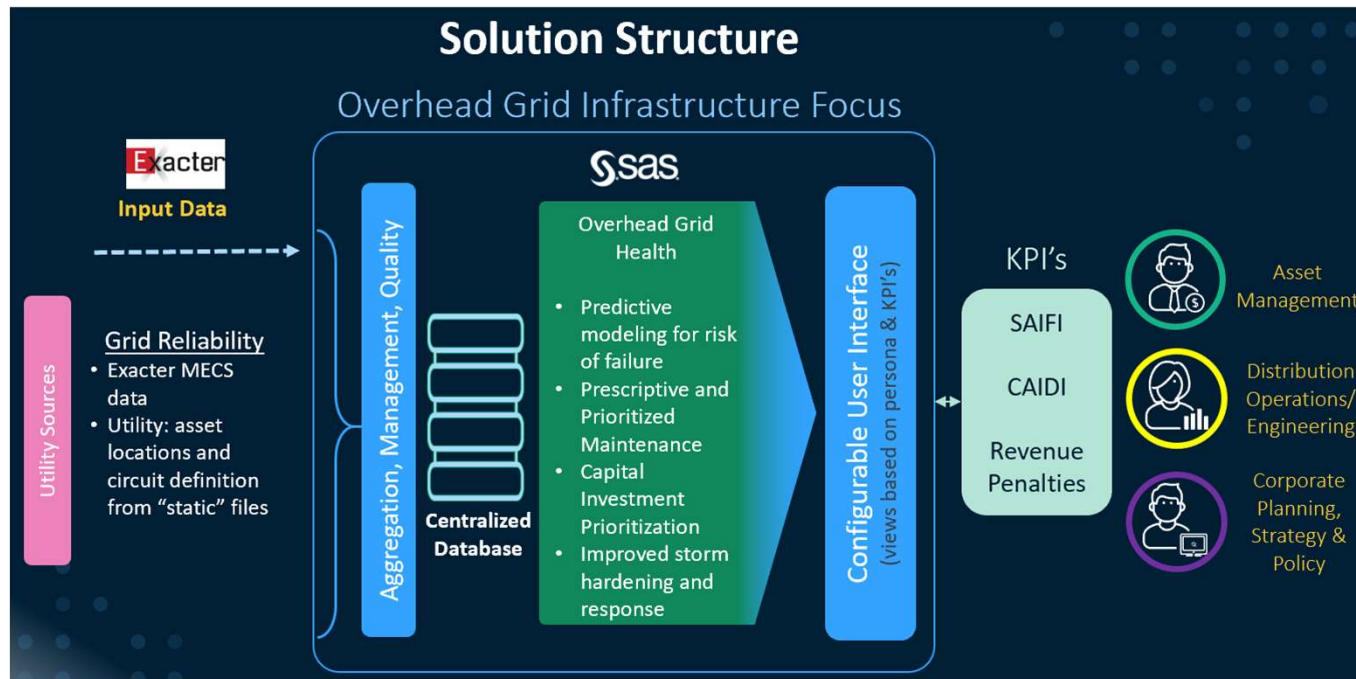 Solution Structure
Overhead Grid Infrastructure Focus
Exacter
Input Data
Utility Sources
Grid Reliability
• Exacter MECS
data
• Utility: asset
locations and
circuit definition
from “static” files
Aggregation, Management, Quality
Centralized
Database
sas
Overhead Grid
Health
• Predictive
modeling for risk
of failure
• Prescriptive and
Prioritized
Maintenance
• Capital
Investment
Prioritization
• Improved storm
hardening and
response
Configurable User Interface
(views based on persona & KPI's)
KPI's
SAIFI
CAIDI
Revenue
Penalties
$
Asset
Management
Distribution
Operations/
Engineering
Corporate
Planning,
Strategy &
Policy